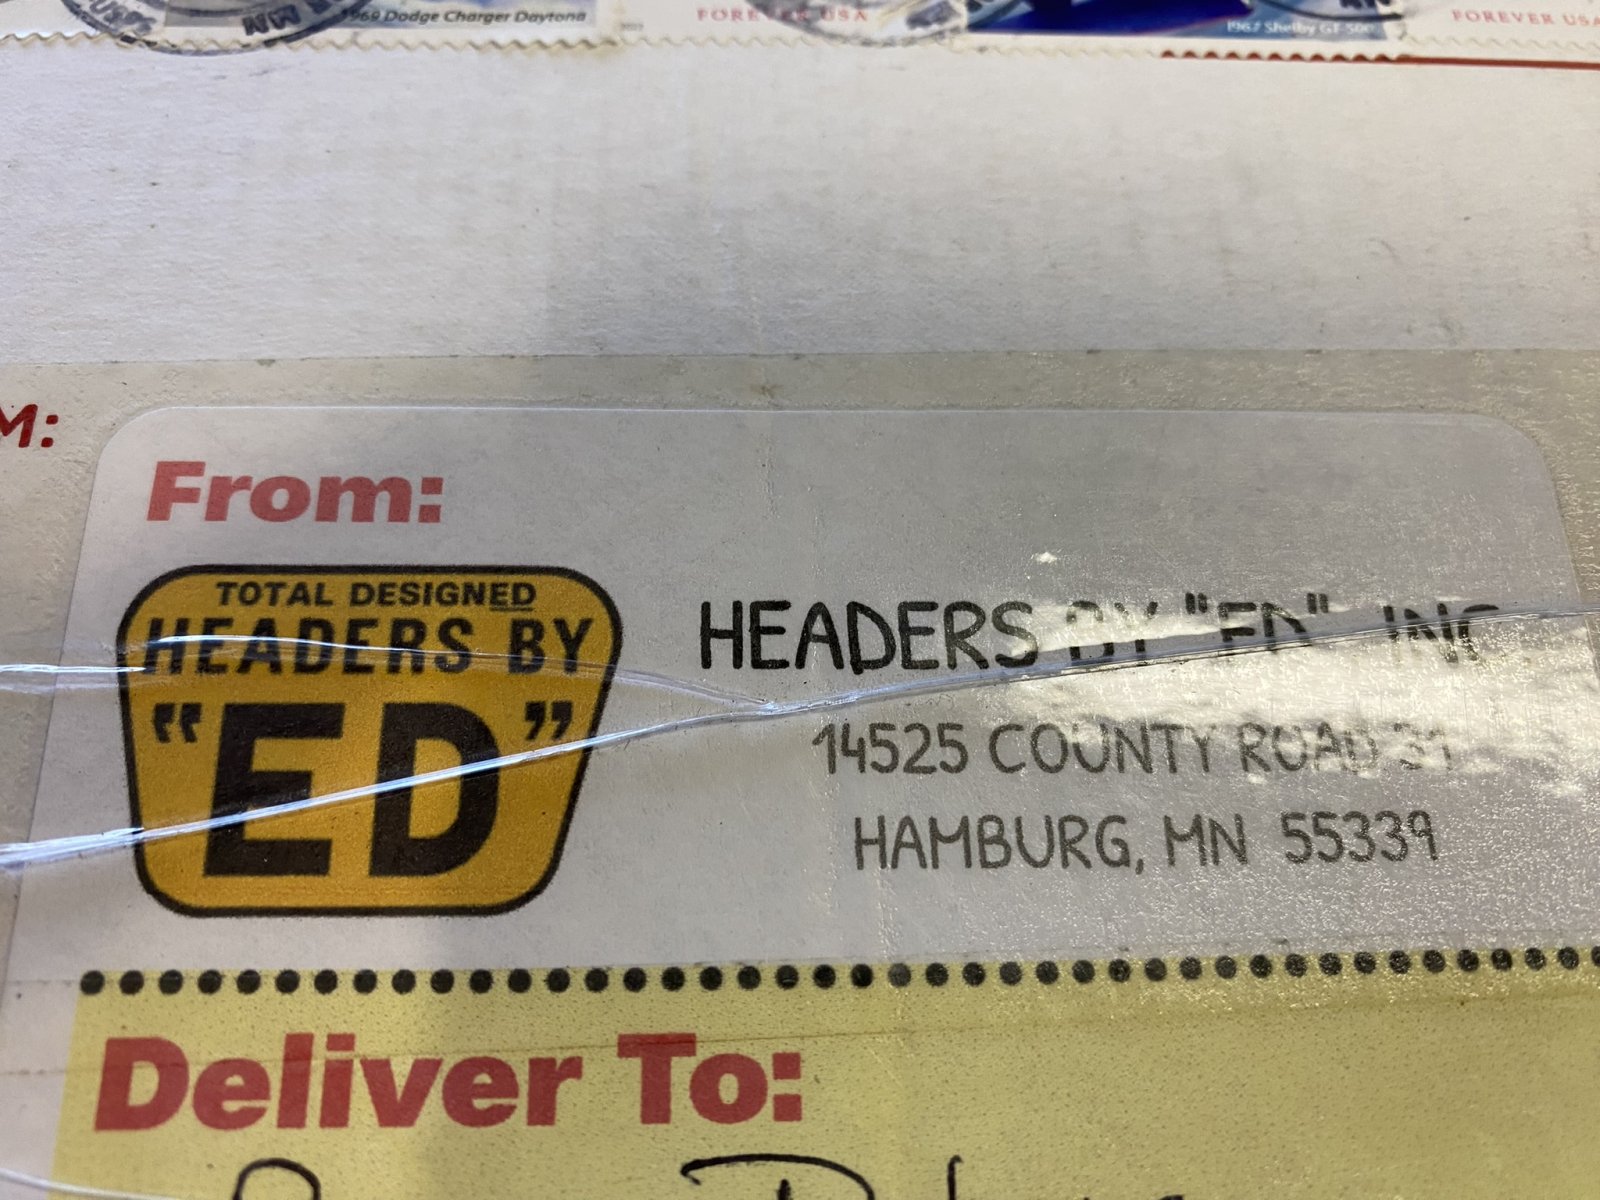 1969 Dodge Charger Daytona
FOREVER USA
1967 Shelby GT-500
FOREVER USA
M:
From:
TOTAL DESIGNED
HEADERS BY
"ED"
HEADERS BY "ED", INC
14525 COUNTY ROAD 31
HAMBURG, MN 55339
Deliver To: